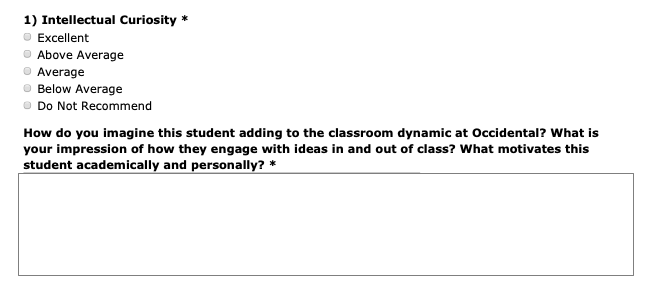 1) Intellectual Curiosity *
Excellent
Above Average
Average
Below Average
Do Not Recommend
How do you imagine this student adding to the classroom dynamic at Occidental? What is
your impression of how they engage with ideas in and out of class? What motivates this
student academically and personally? *